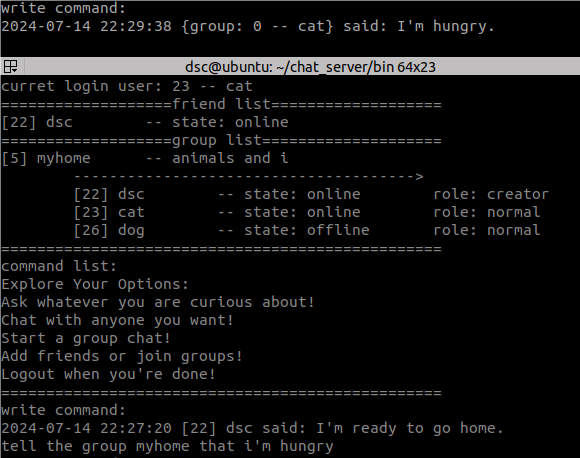 write command:
2024-07-14 22:29:38 {group: 0 -- cat} said: I'm hungry.
dsc@ubuntu: ~/chat_server/bin 64x23
curret login user: 23 -- cat
===================friend list===================
[22] dsc        -- state: online
===================group list====================
[5] myhome      -- animals and i
        -------------------------------------->
        [22] dsc        -- state: online        role: creator
        [23] cat        -- state: online        role: normal
        [26] dog        -- state: offline       role: normal
=================================================
command list:
Explore Your Options:
Ask whatever you are curious about!
Chat with anyone you want!
Start a group chat!
Add friends or join groups!
Logout when you're done!
=================================================
write command:
2024-07-14 22:27:20 [22] dsc said: I'm ready to go home.
tell the group myhome that i'm hungry